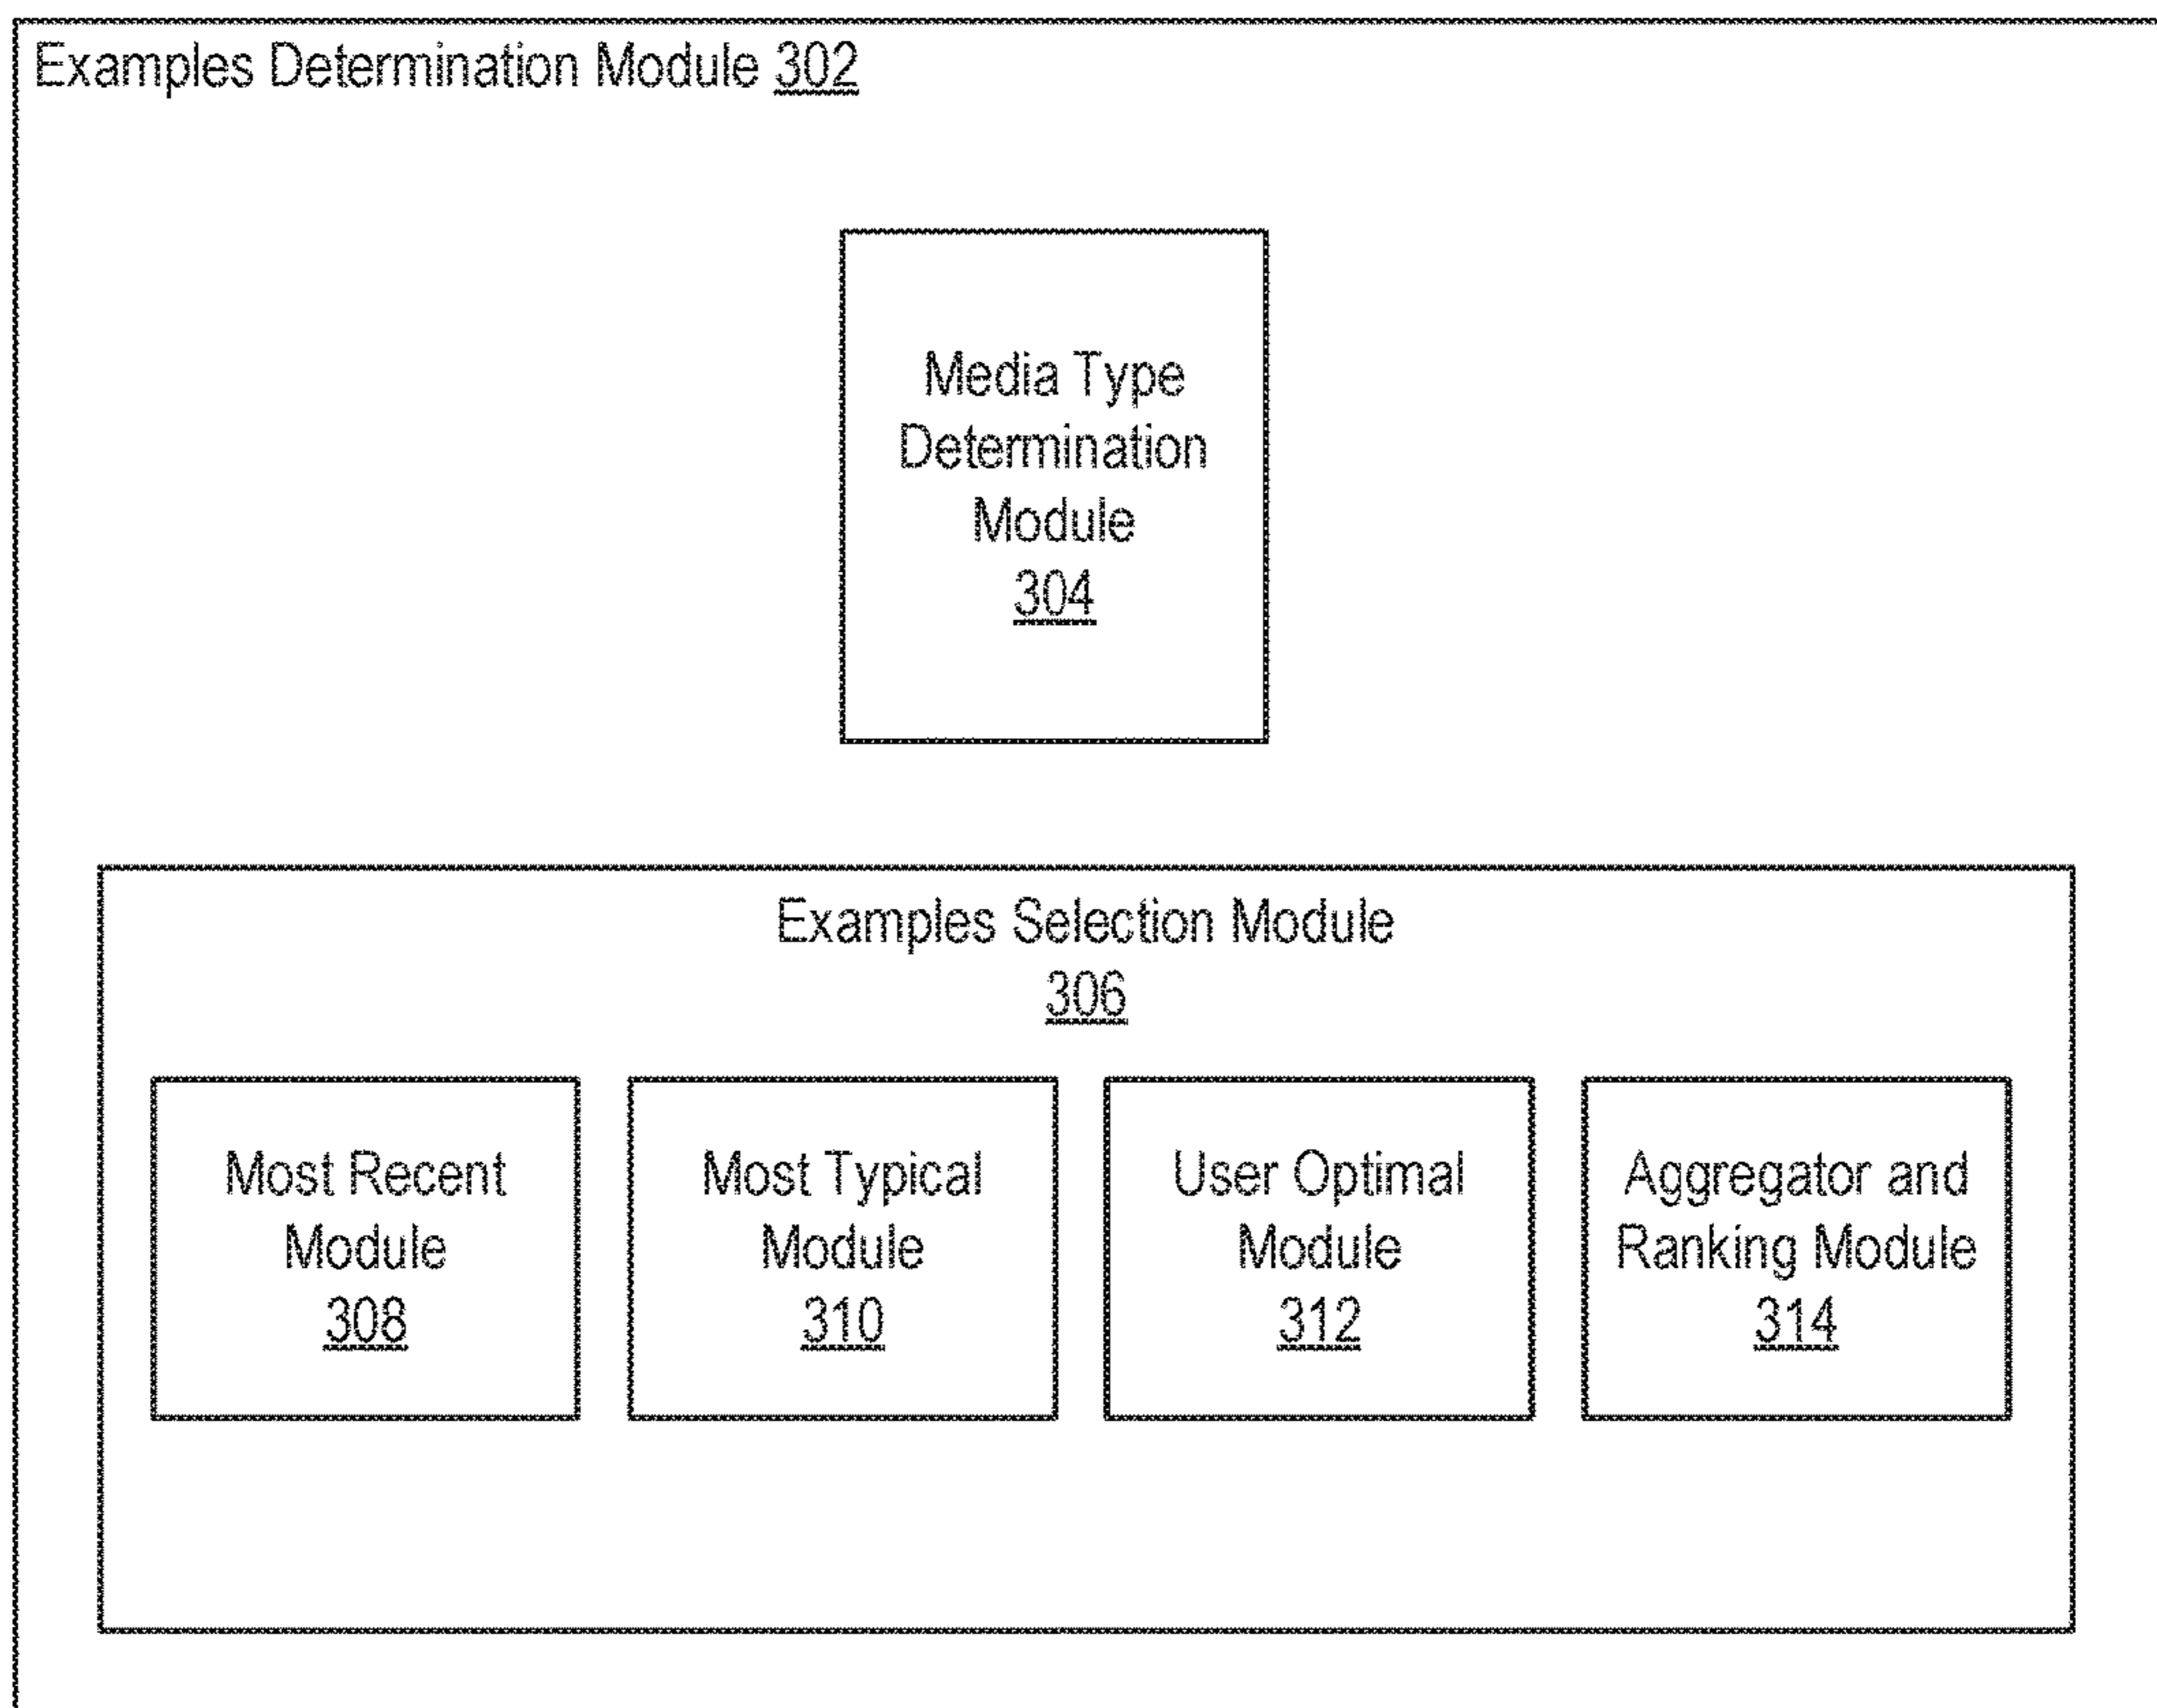 Examples Determination Module 302
Media Type
Determination
Module
304
Examples Selection Module
306
Most Recent
Module
308
Most Typical
Module
310
User Optimal
Module
312
Aggregator and
Ranking Module
314